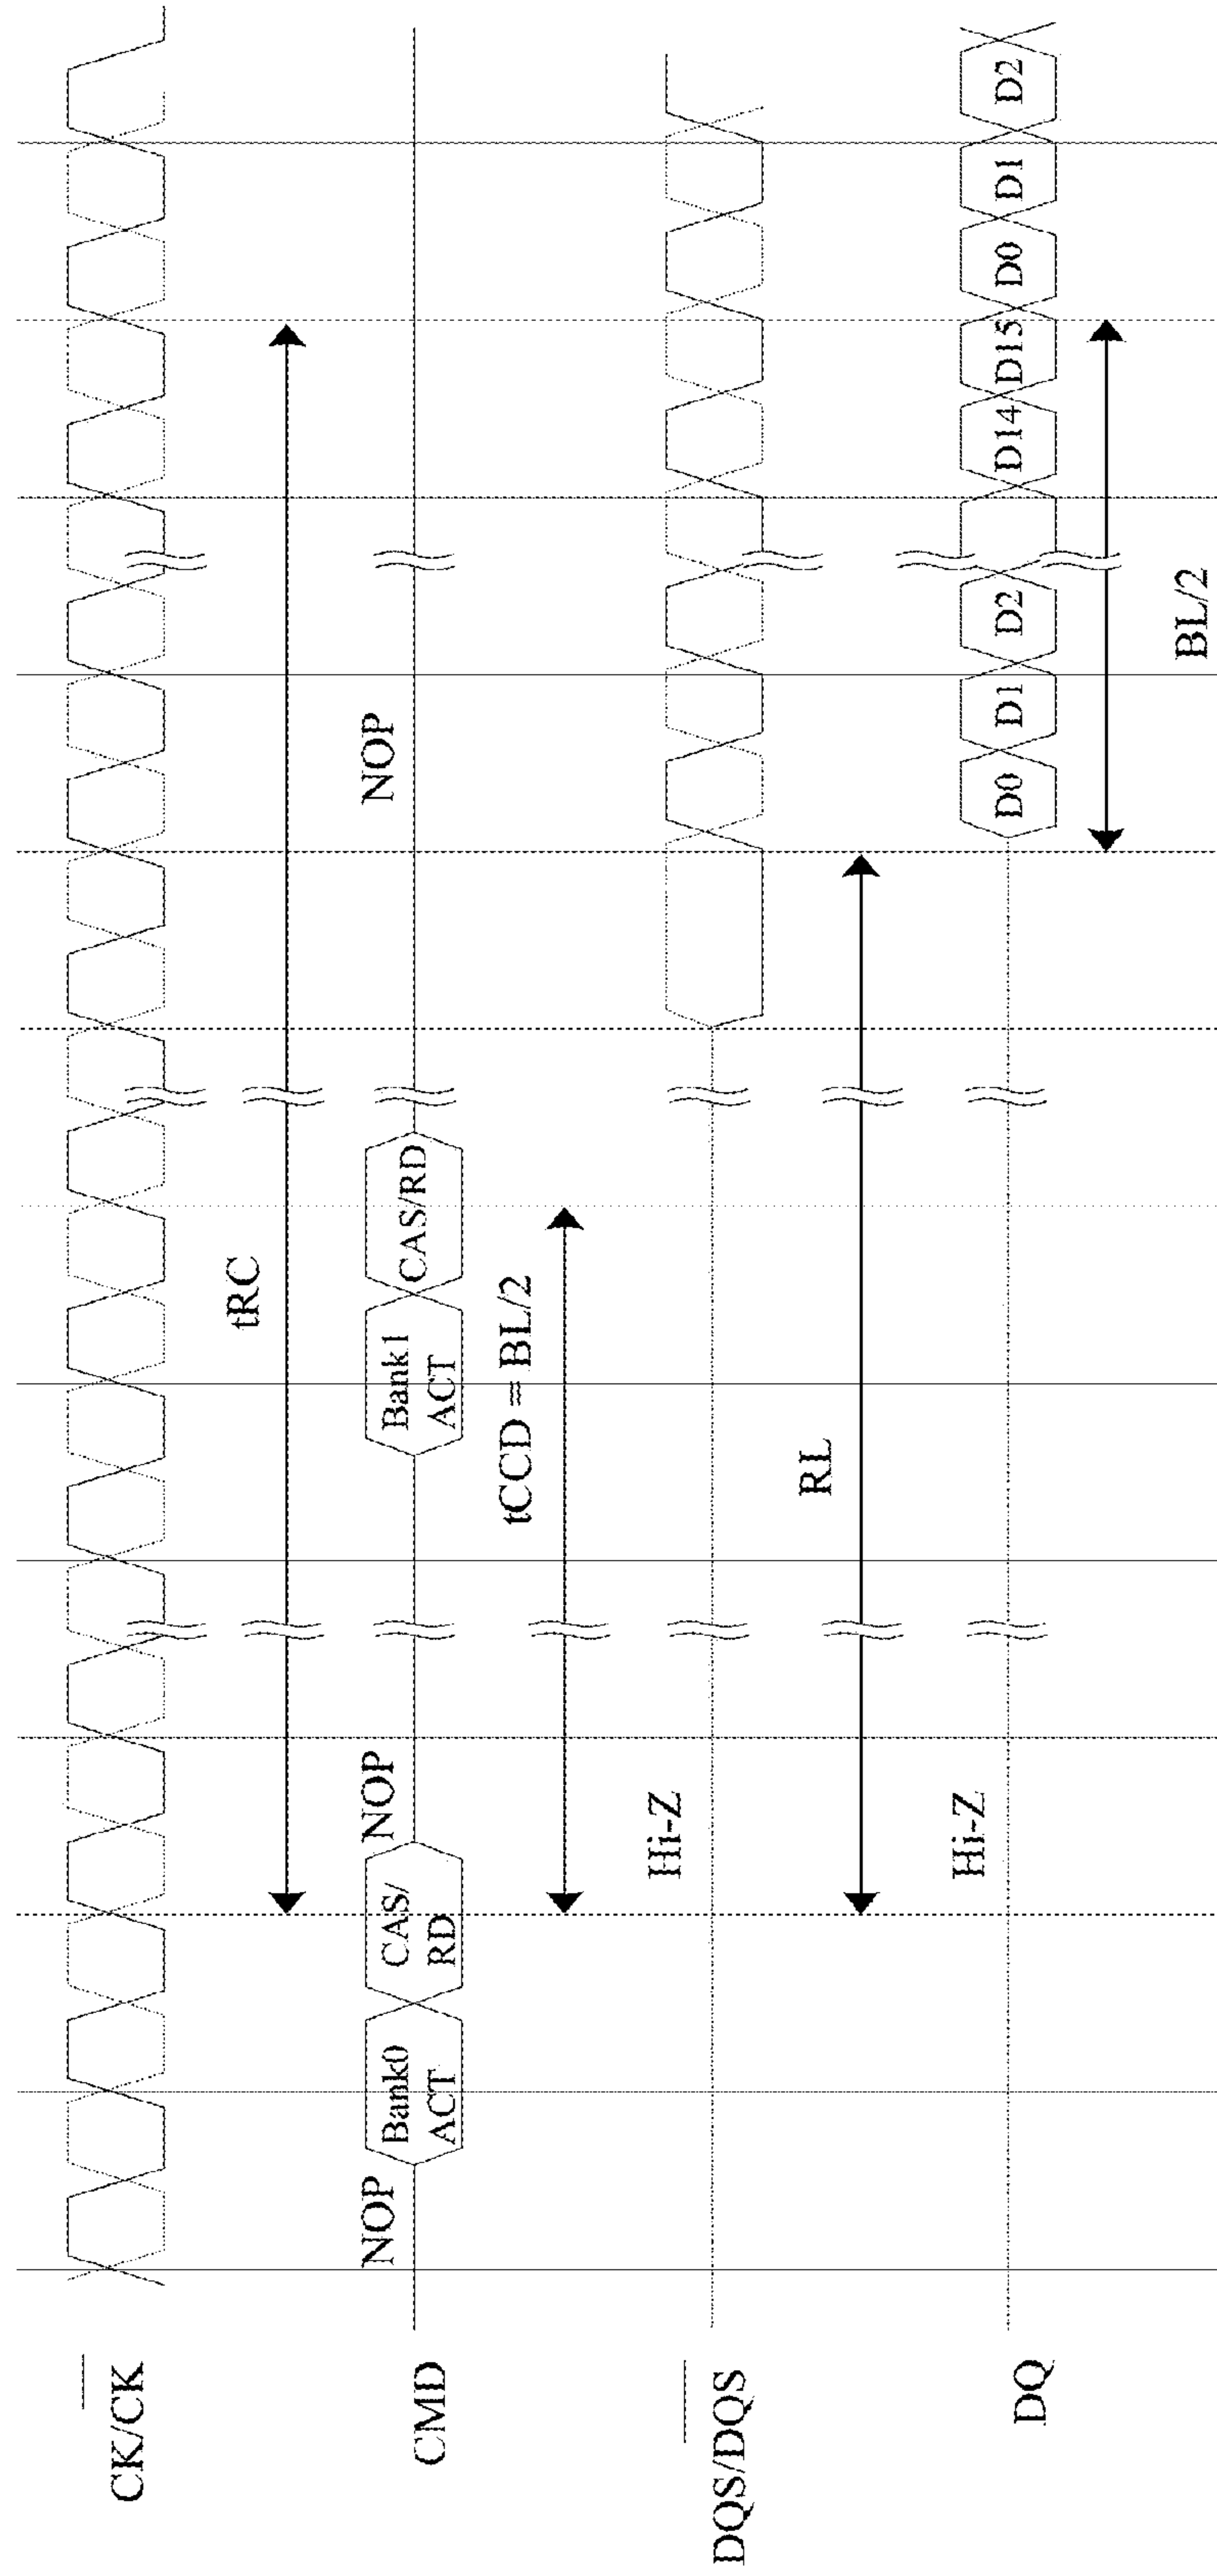 CK/CK
tRC
CMD
NOP
Bank0
ACT
CAS/
RD
NOP
Bank1
ACT
CAS/RD
NOP
tCCD = BL/2
DQS/DQS
Hi-Z
RL
DQ
Hi-Z
D0
D1
D2
D14
D15
D0
D1
D2
BL/2